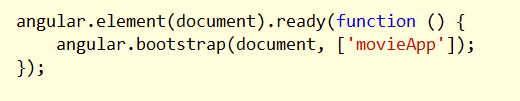 angular.element(document).ready(function () {
    angular.bootstrap(document, ['movieApp']);
});